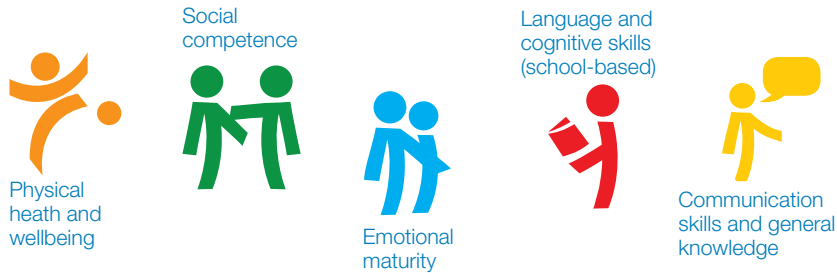 Physical
heath and
wellbeing
Social
competence
Emotional
maturity
Language and
cognitive skills
(school-based)
Communication
skills and general
knowledge